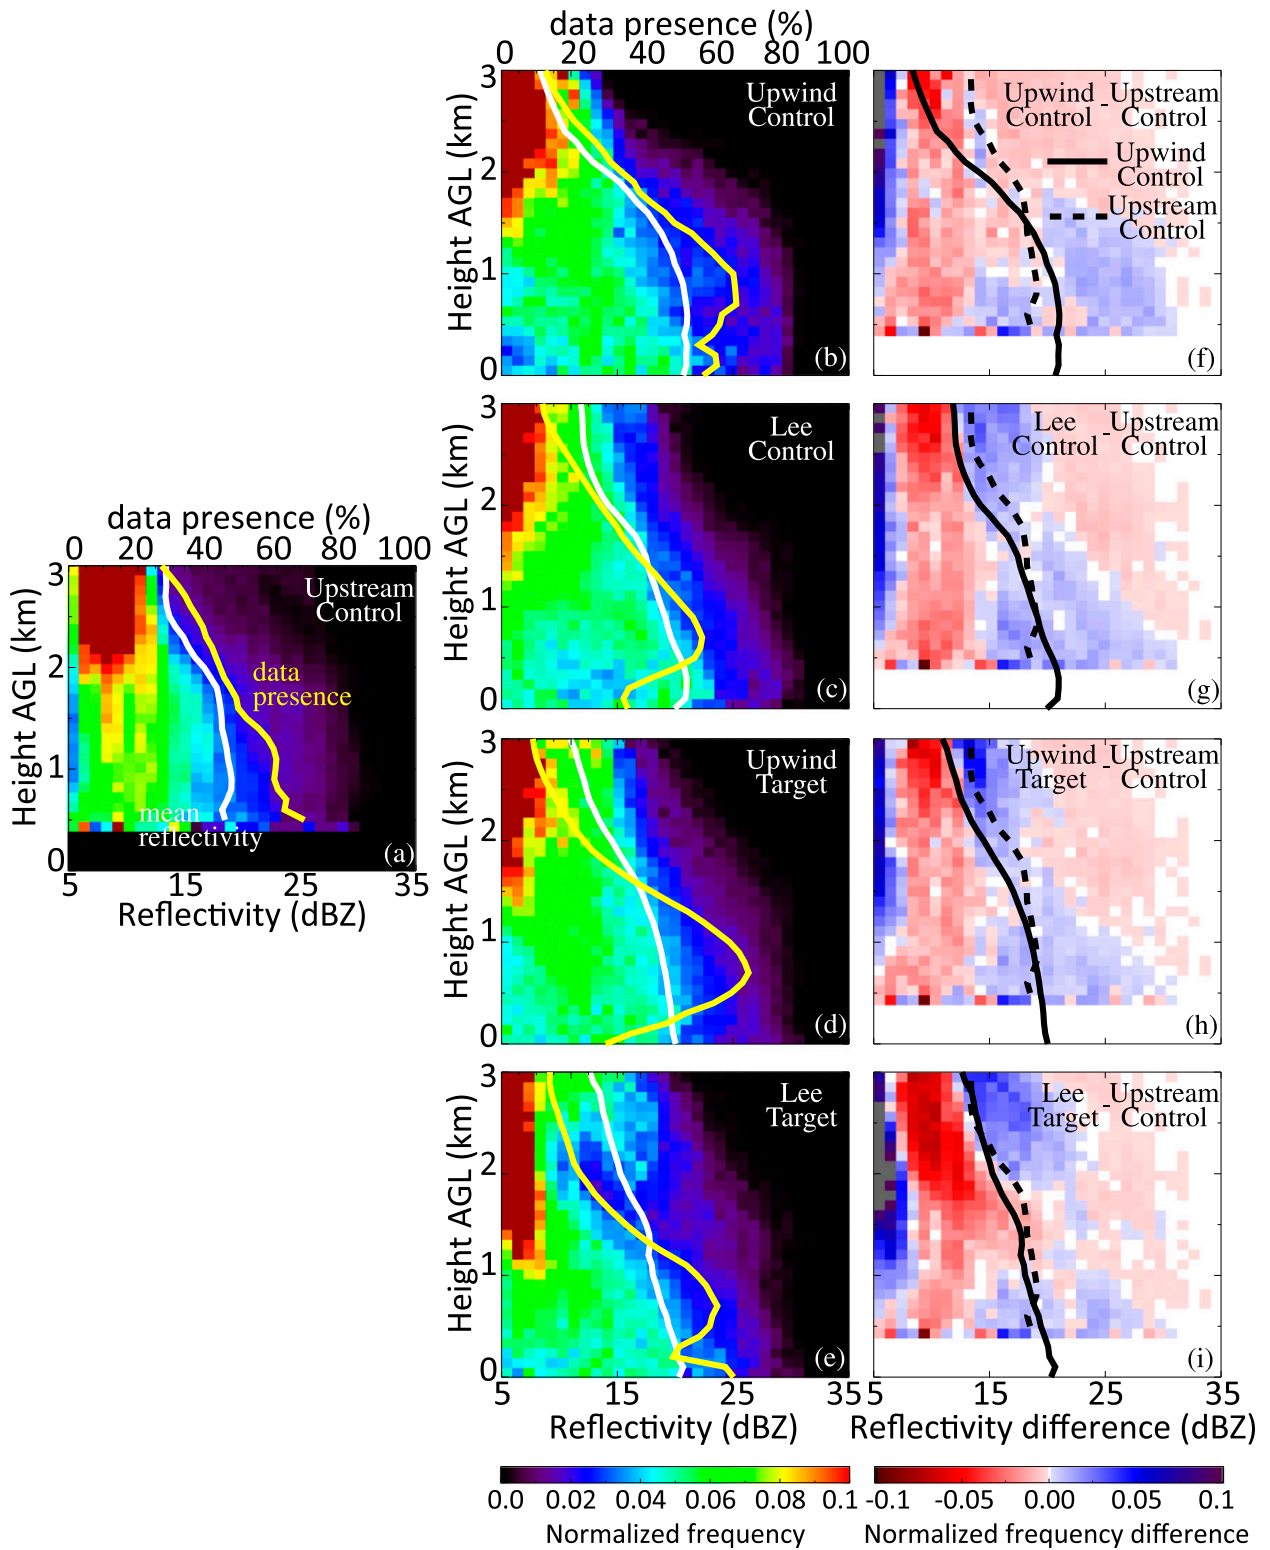 data presence (%)
0 20 40 60 80 100
Height AGL (km)
3
2
1
0
Upwind
Control
(b)
Upwind - Upstream
Control Control
Upwind
Control
Upstream
Control
(f)
Height AGL (km)
3
2
1
0
Lee
Control
(c)
Lee - Upstream
Control Control
(g)
data presence (%)
0 20 40 60 80 100
Height AGL (km)
3
2
1
0
Upstream
Control
data
presence
mean
reflectivity
(a)
5 15 25 35
Reflectivity (dBZ)
Height AGL (km)
3
2
1
0
Upwind
Target
(d)
Upwind - Upstream
Target Control
(h)
Height AGL (km)
3
2
1
0
Lee
Target
(e)
5 15 25 35
Reflectivity (dBZ)
Lee - Upstream
Target Control
(i)
5 15 25 35
Reflectivity difference (dBZ)
0.0 0.02 0.04 0.06 0.08 0.1
Normalized frequency
-0.1 -0.05 0.00 0.05 0.1
Normalized frequency difference